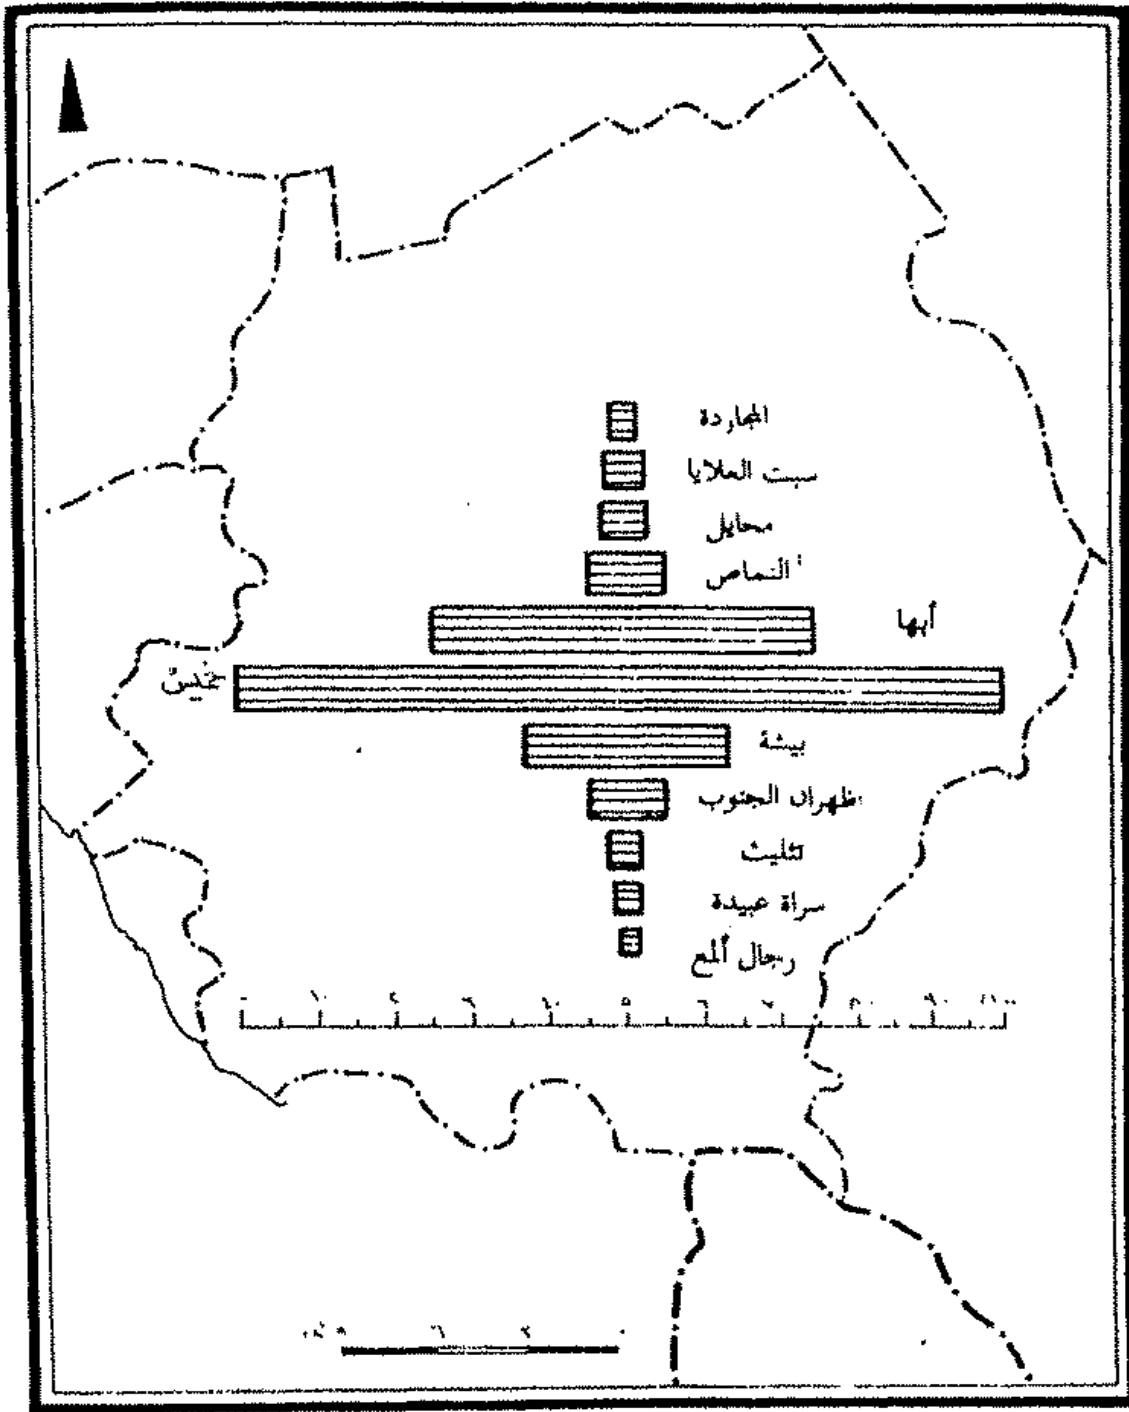 المجاردة
سبت العلايا
محايل
النماص
أبها
خميس
بيشة
ظهران الجنوب
تثليث
سراة عبيدة
رجال ألمع